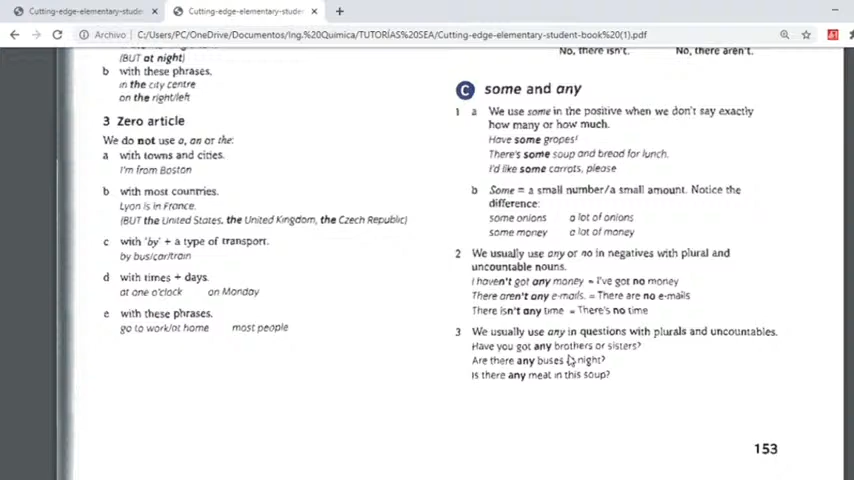 Cutting-edge-elementary-stude
Cutting-edge-elementary-stude
Archivo
C:/Users/PC/OneDrive/Documentos/Ing.%20Química/TUTORÍAS%20SEA/Cutting-edge-elementary-student-book%20(1).pdf
(BUT at night)
b with these phrases.
in the city centre
on the right/left
3 Zero article
We do not use a, an or the:
a with towns and cities.
I'm from Boston
b with most countries.
Lyon is in France.
(BUT the United States, the United Kingdom, the Czech Republic)
c with 'by' + a type of transport.
by bus/car/train
d with times + days.
at one o'clock on Monday
e with these phrases.
go to work/at home most people
No, there isn't. No, there aren't.
C some and any
1 a We use some in the positive when we don't say exactly
how many or how much.
Have some grapes!
There's some soup and bread for lunch.
I'd like some carrots, please
b Some = a small number/a small amount. Notice the
difference:
some onions a lot of onions
some money a lot of money
2 We usually use any or no in negatives with plural and
uncountable nouns.
I haven't got any money = I've got no money
There aren't any e-mails. = There are no e-mails
There isn't any time = There's no time
3 We usually use any in questions with plurals and uncountables.
Have you got any brothers or sisters?
Are there any buses night?
Is there any meat in this soup?
153